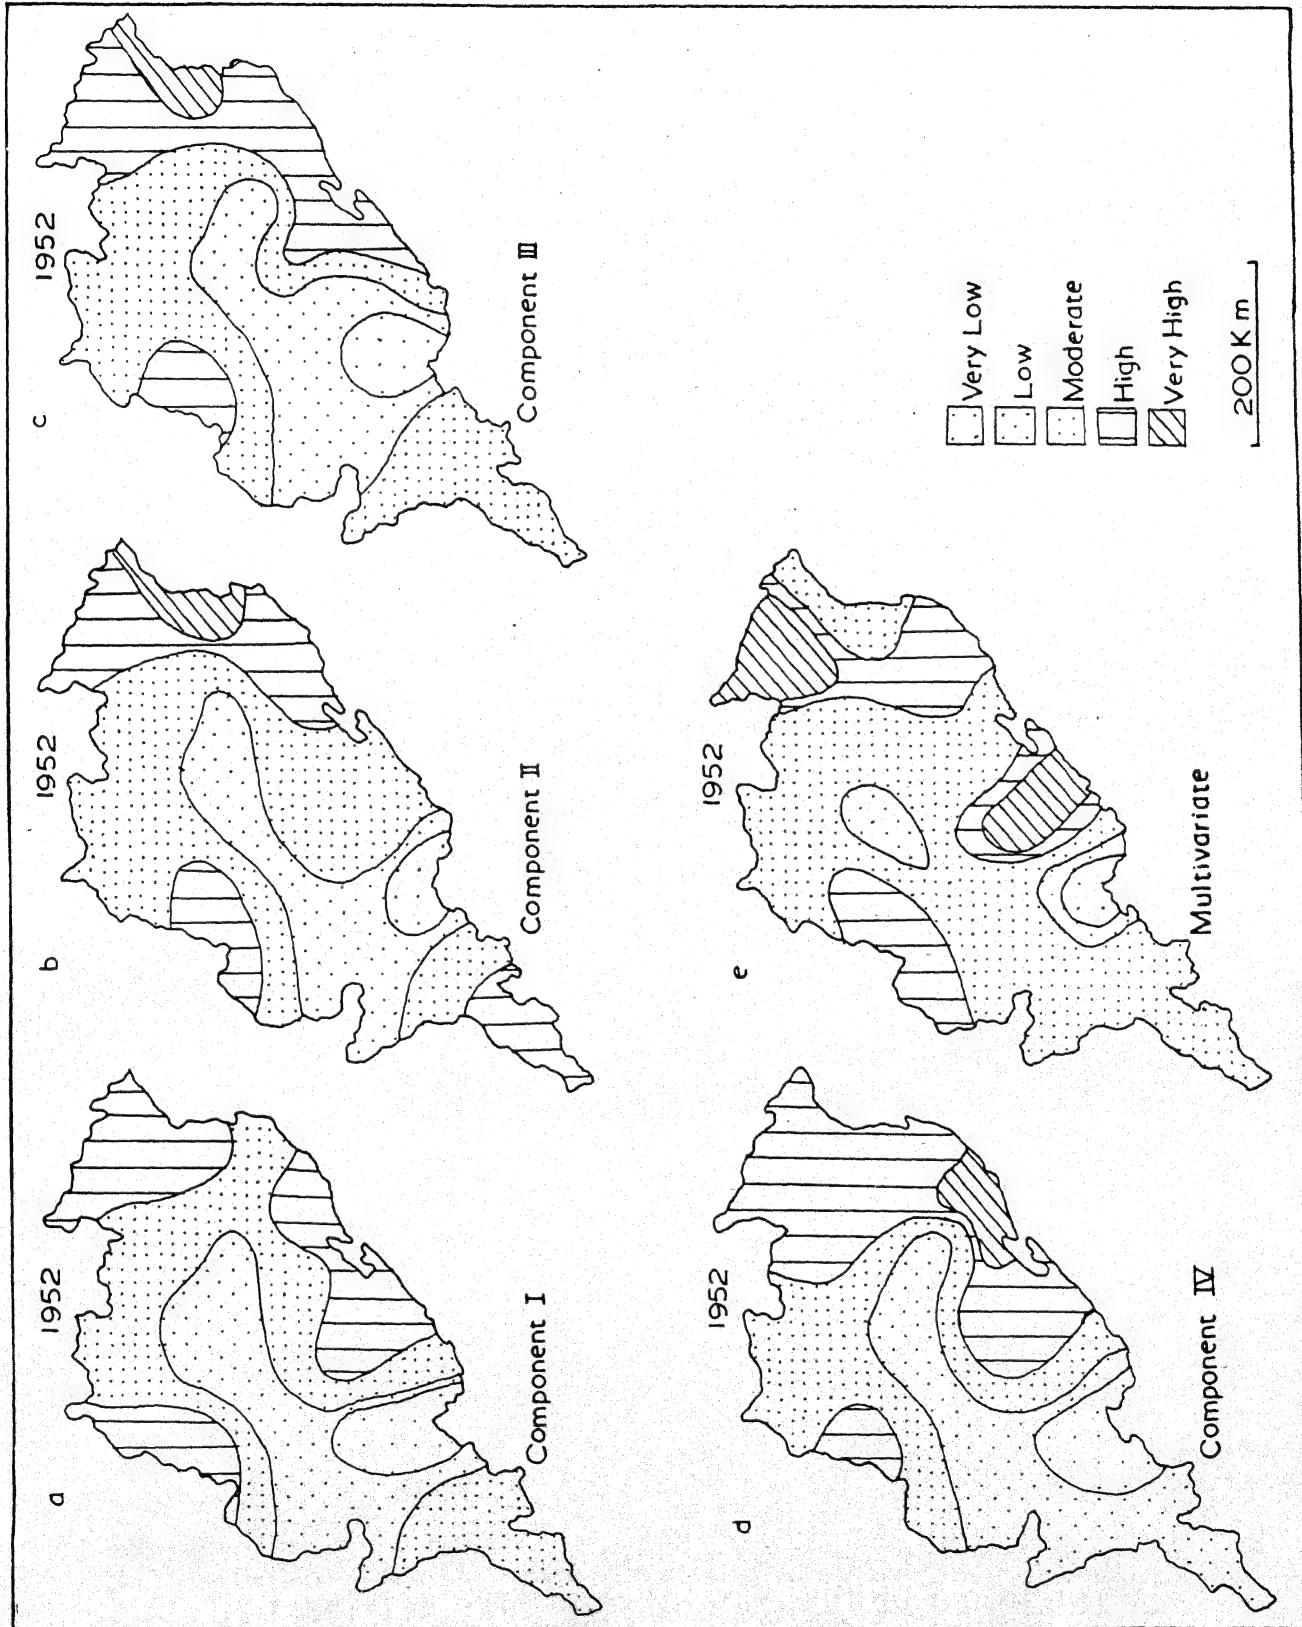 a
1952
Component I
b
1952
Component II
c
1952
Component III
d
1952
Component IV
e
1952
Multivariate
Very Low
Low
Moderate
High
Very High
200 Km